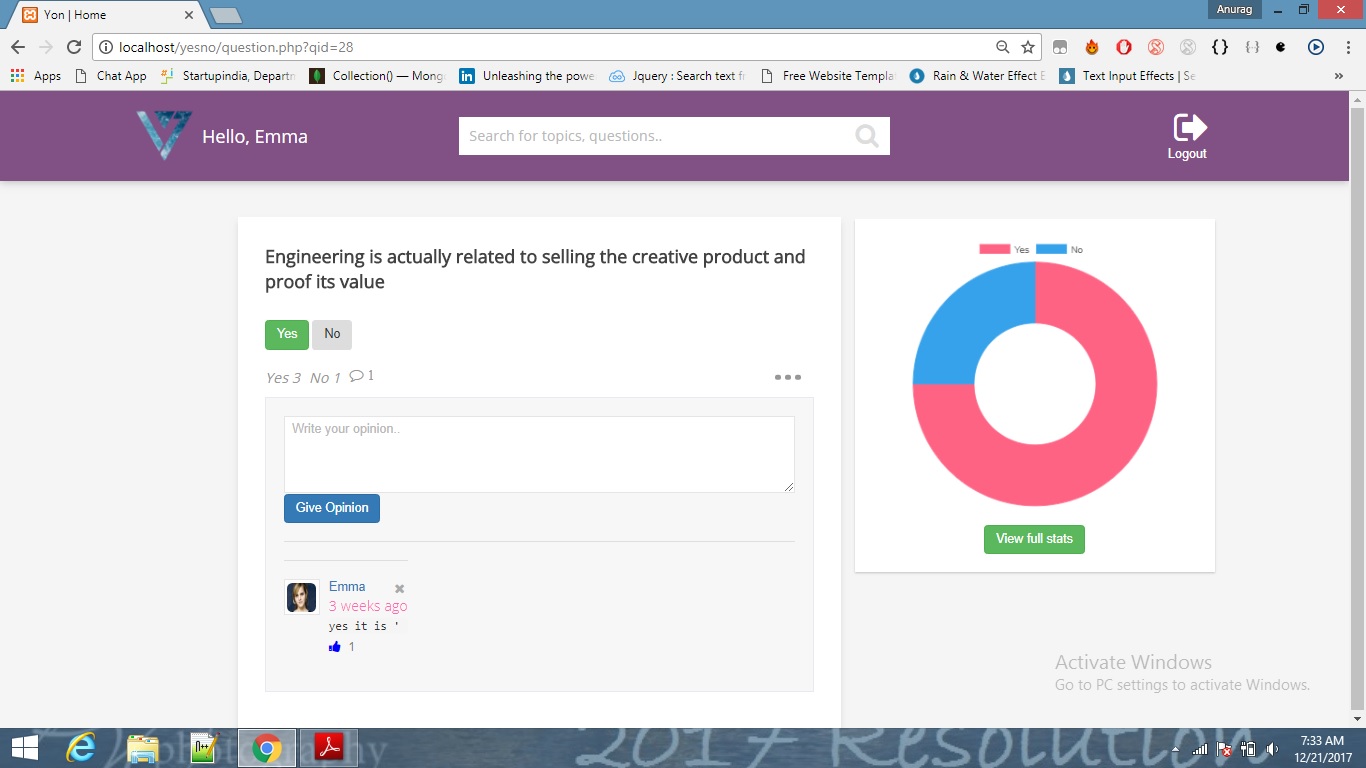 Yon | Home
Anurag
localhost/yesno/question.php?qid=28
Apps
Chat App
Startupindia, Departm
Collection() — Mong
Unleashing the powe
Jquery : Search text fr
Free Website Templa
Rain & Water Effect E
Text Input Effects | Se
»
Hello, Emma
Search for topics, questions..
Logout
Engineering is actually related to selling the creative product and
proof its value
Yes No
Yes 3 No 1 1
Write your opinion..
Give Opinion
Emma
3 weeks ago
yes it is '
1
Yes No
View full stats
Activate Windows
Go to PC settings to activate Windows.
2017 Resolution
7:33 AM
12/21/2017